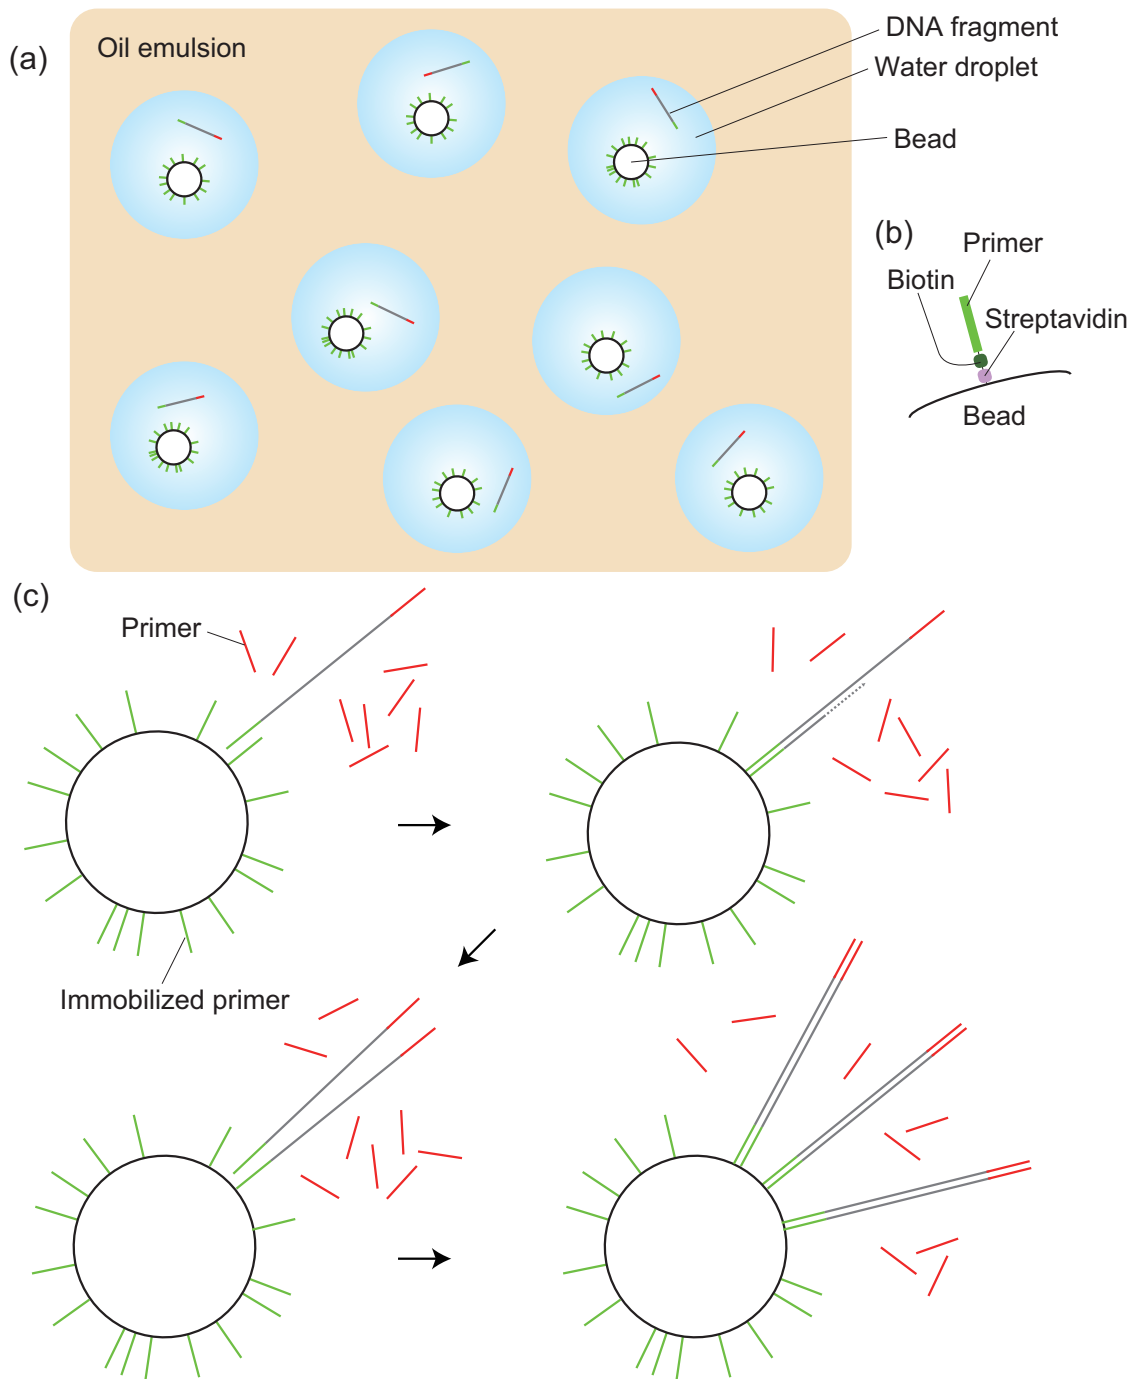 (a)
Oil emulsion
DNA fragment
Water droplet
Bead
(b)
Primer
Biotin
Streptavidin
Bead
(c)
Primer
Immobilized primer